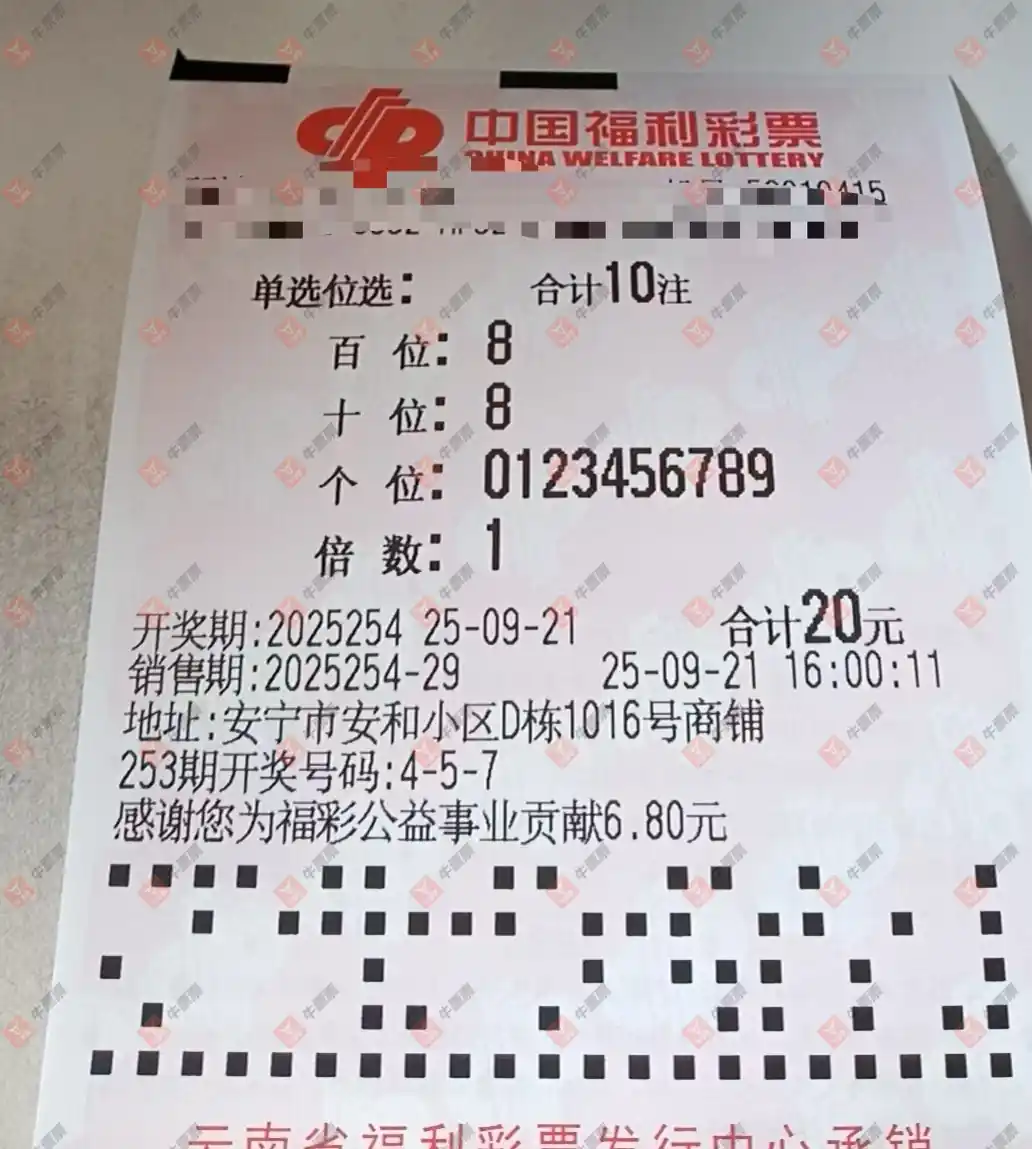 中国福利彩票
CHINA WELFARE LOTTERY
单选位选: 合计10注
百位: 8
十位: 8
个位: 0123456789
倍数: 1
开奖期:2025254 25-09-21 合计20元
销售期:2025254-29 25-09-21 16:00:11
地址:安宁市安和小区D栋1016号商铺
253期开奖号码:4-5-7
感谢您为福彩公益事业贡献6.80元
云南省福利彩票发行中心承销